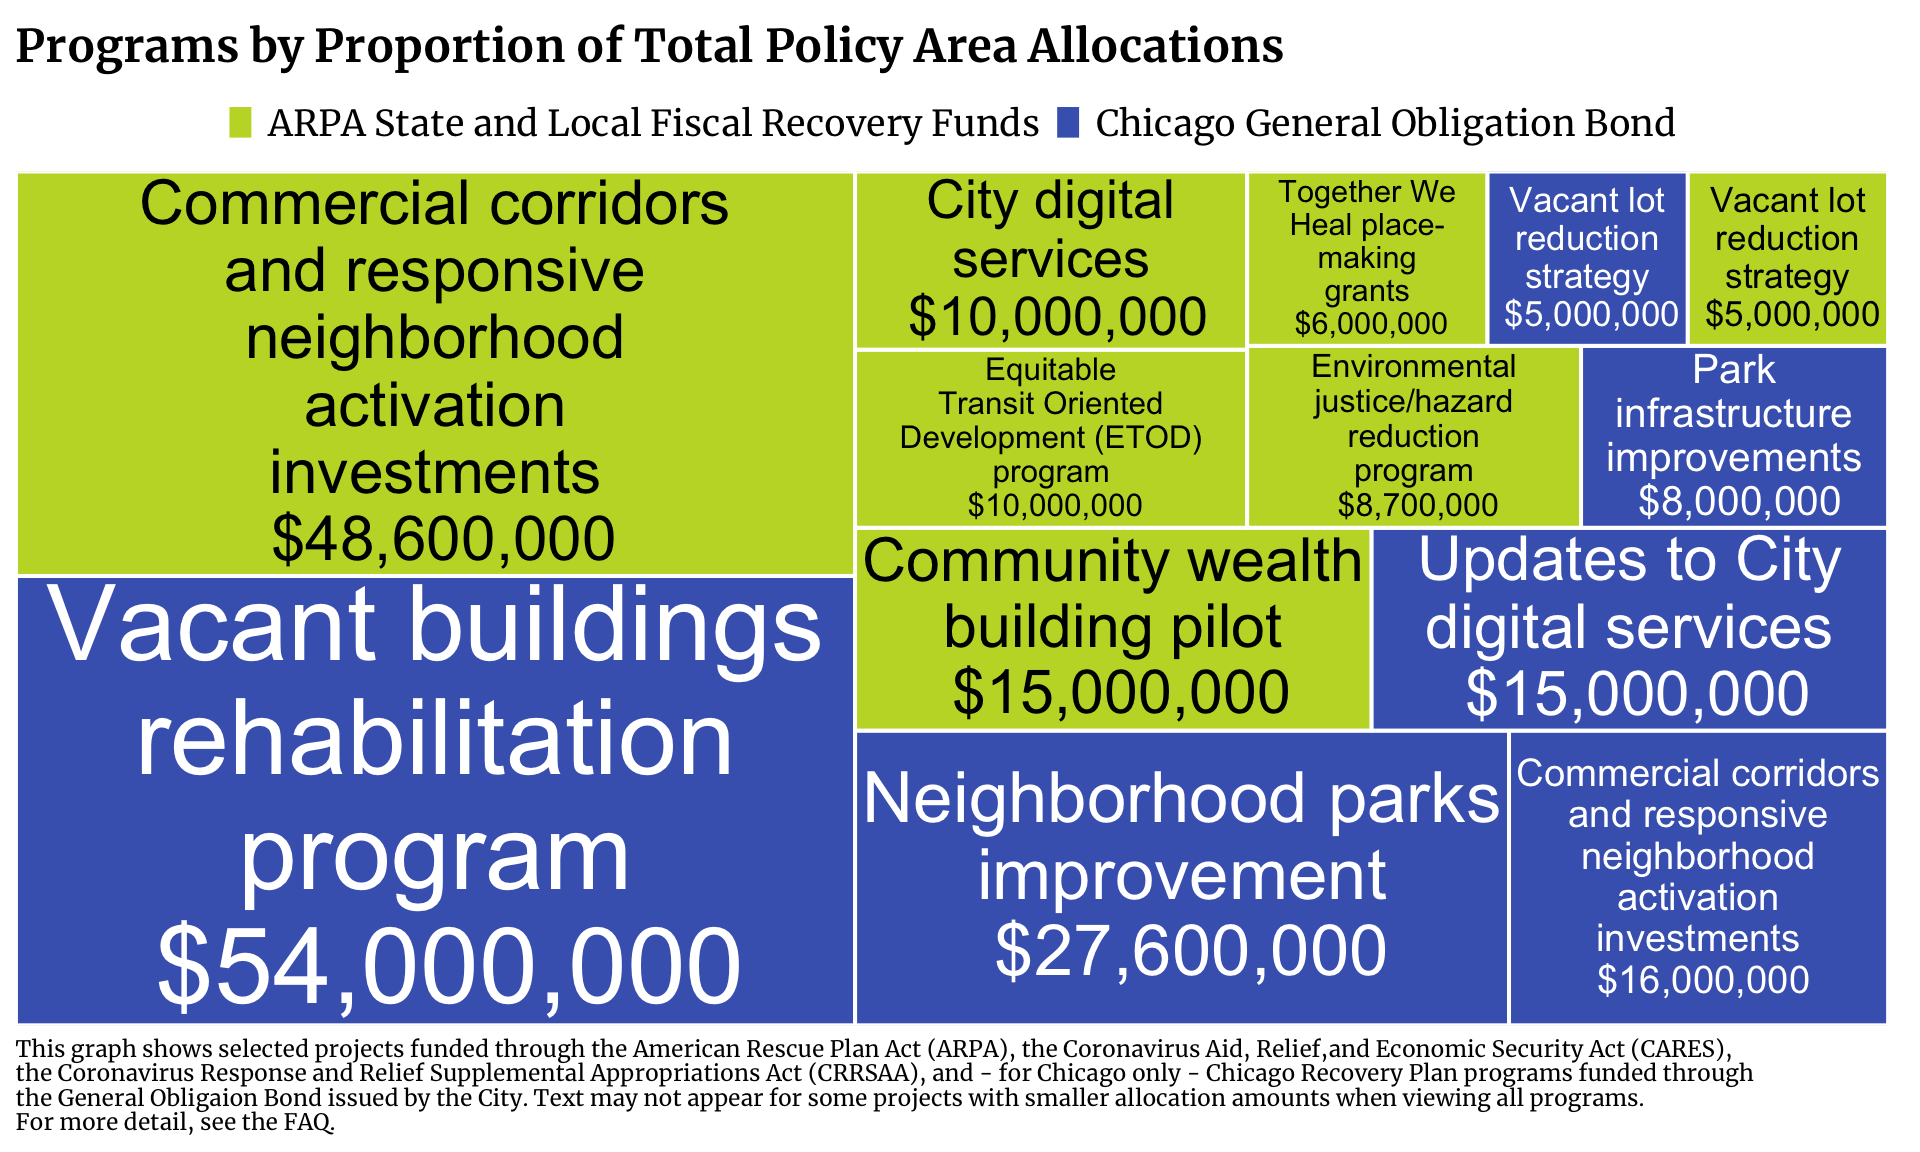 Programs by Proportion of Total Policy Area Allocations
ARPA State and Local Fiscal Recovery Funds
Chicago General Obligation Bond
Commercial corridors
and responsive
neighborhood
activation
investments
$48,600,000
Vacant buildings
rehabilitation
program
$54,000,000
City digital
services
$10,000,000
Together We
Heal place-
making
grants
$6,000,000
Vacant lot
reduction
strategy
$5,000,000
Vacant lot
reduction
strategy
$5,000,000
Equitable
Transit Oriented
Development (ETOD)
program
$10,000,000
Environmental
justice/hazard
reduction
program
$8,700,000
Park
infrastructure
improvements
$8,000,000
Community wealth
building pilot
$15,000,000
Updates to City
digital services
$15,000,000
Neighborhood parks
improvement
$27,600,000
Commercial corridors
and responsive
neighborhood
activation
investments
$16,000,000
This graph shows selected projects funded through the American Rescue Plan Act (ARPA), the Coronavirus Aid, Relief,and Economic Security Act (CARES),
the Coronavirus Response and Relief Supplemental Appropriations Act (CRRSAA), and - for Chicago only - Chicago Recovery Plan programs funded through
the General Obligaion Bond issued by the City. Text may not appear for some projects with smaller allocation amounts when viewing all programs.
For more detail, see the FAQ.